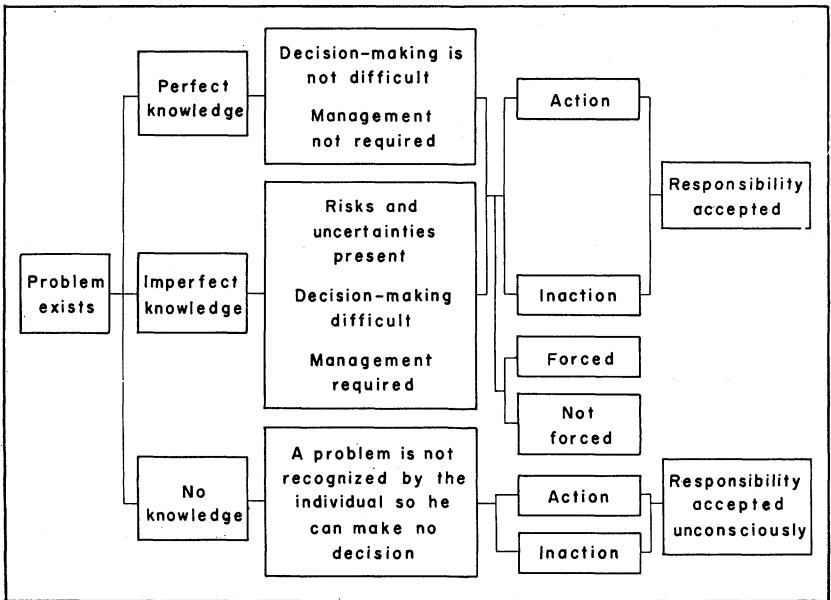 Problem
exists
Perfect
knowledge
Decision-making is
not difficult
Management
not required
Imperfect
knowledge
Risks and
uncertainties
present
Decision-making
difficult
Management
required
No
knowledge
A problem is not
recognized by the
individual so he
can make no
decision
Action
Inaction
Responsibility
accepted
Forced
Not
forced
Action
Inaction
Responsibility
accepted
unconsciously